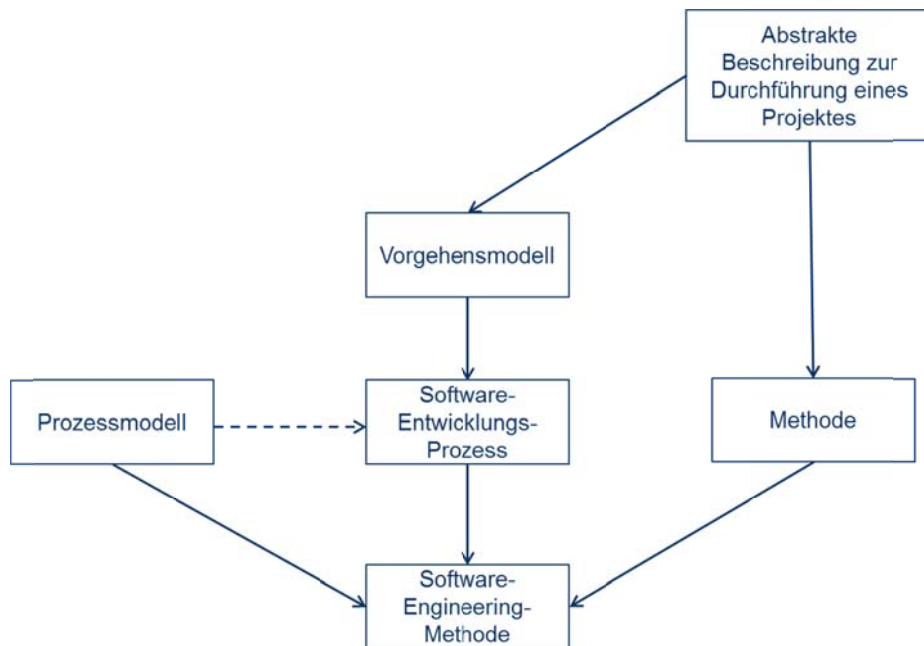 Abstrakte
Beschreibung zur
Durchführung eines
Projektes
Vorgehensmodell
Prozessmodell
Software-
Entwicklungs-
Prozess
Methode
Software-
Engineering-
Methode